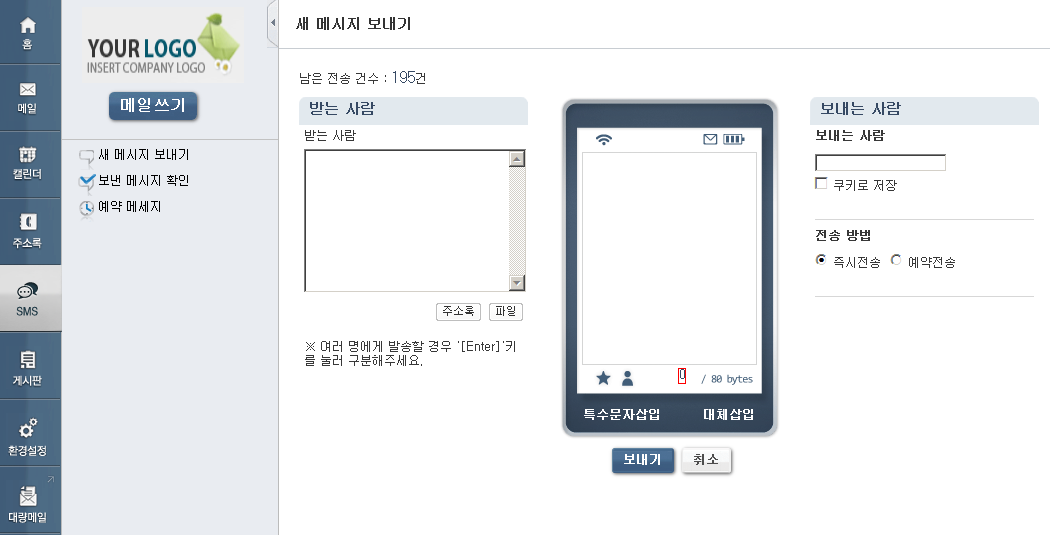 홈
메일
캘린더
주소록
SMS
게시판
환경설정
대량메일
YOUR LOGO
INSERT COMPANY LOGO
메일쓰기
새 메시지 보내기
보낸 메시지 확인
예약 메세지
새 메시지 보내기
남은 전송 건수 : 195건
받는 사람
받는 사람
주소록 파일
※ 여러 명에게 발송할 경우 '[Enter]'키
를 눌러 구분해주세요.
0 / 80 bytes
특수문자삽입 대체삽입
보내기 취소
보내는 사람
보내는 사람
쿠키로 저장
전송 방법
즉시전송 예약전송